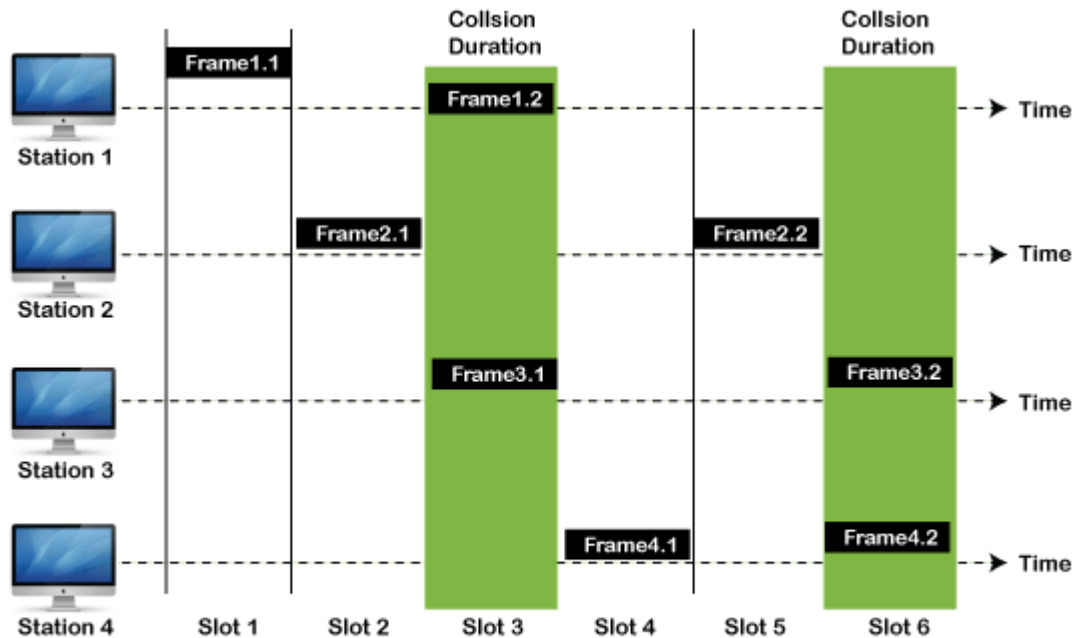 Collsion
Duration
Collsion
Duration
Frame1.1
Frame1.2
Time
Station 1
Frame2.1
Frame2.2
Time
Station 2
Frame3.1
Frame3.2
Time
Station 3
Frame4.1
Frame4.2
Time
Station 4
Slot 1
Slot 2
Slot 3
Slot 4
Slot 5
Slot 6